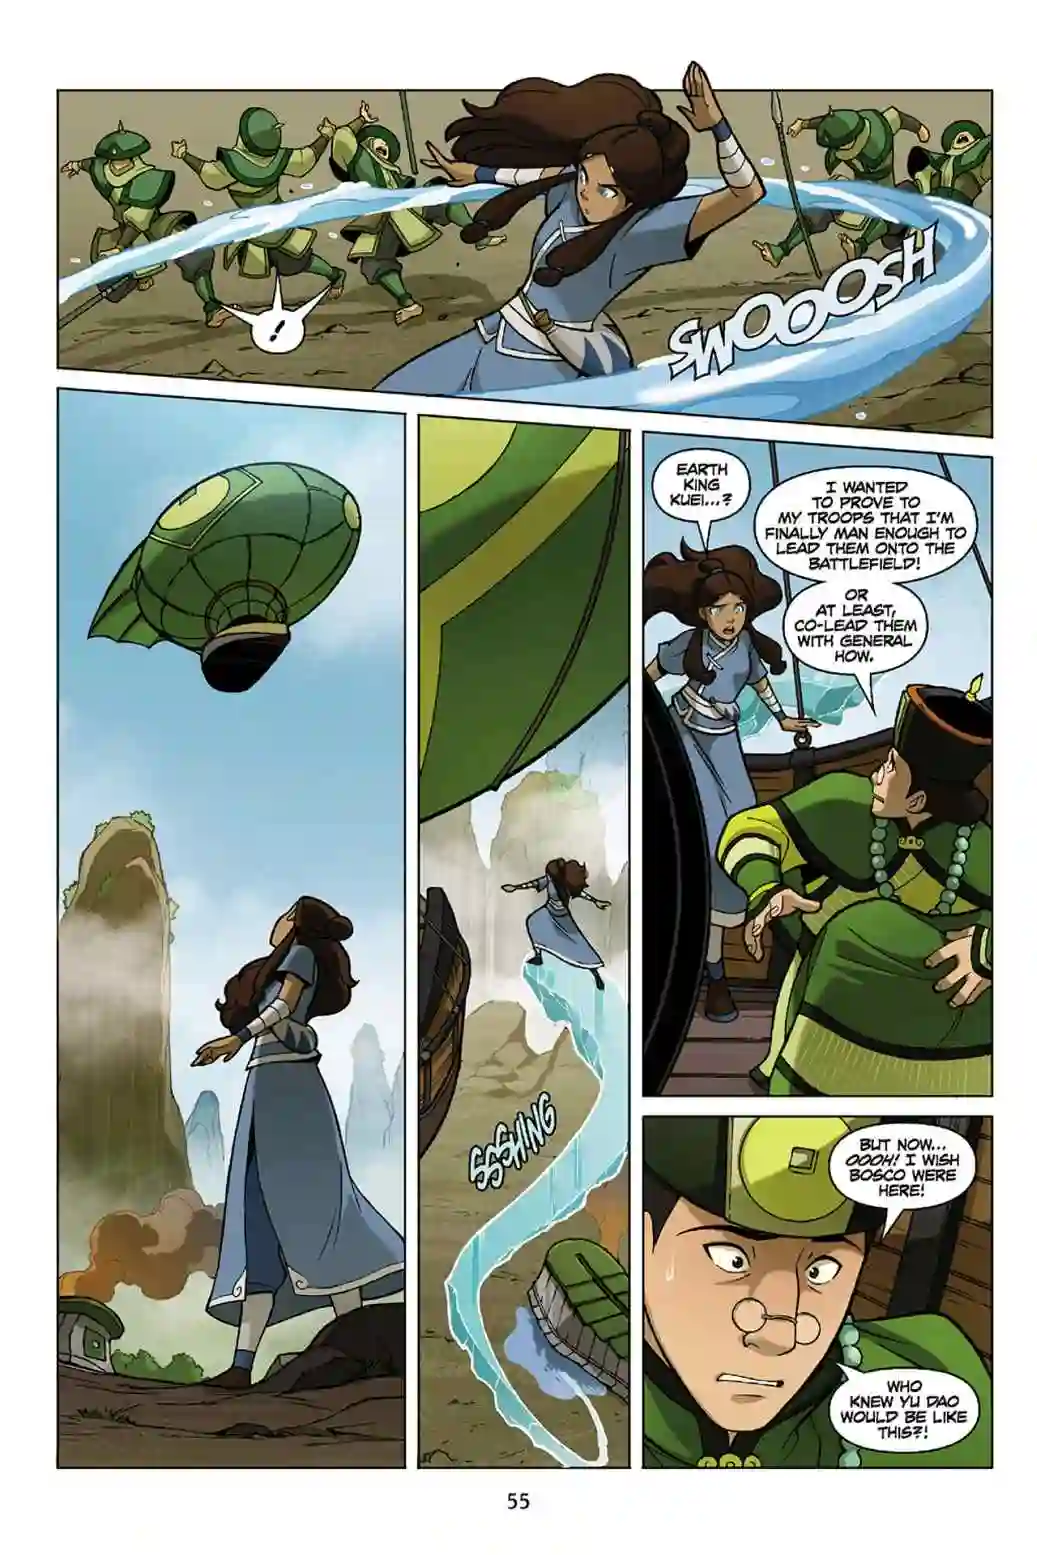 !
SWOOOSH
SSSHING
EARTH
KING
KUEI...?
I WANTED
TO PROVE TO
MY TROOPS THAT I'M
FINALLY MAN ENOUGH TO
LEAD THEM ONTO THE
BATTLEFIELD!
OR
AT LEAST,
CO-LEAD THEM
WITH GENERAL
HOW.
BUT NOW...
OOOH! I WISH
BOSCO WERE
HERE!
WHO
KNEW YU DAO
WOULD BE LIKE
THIS?!
55